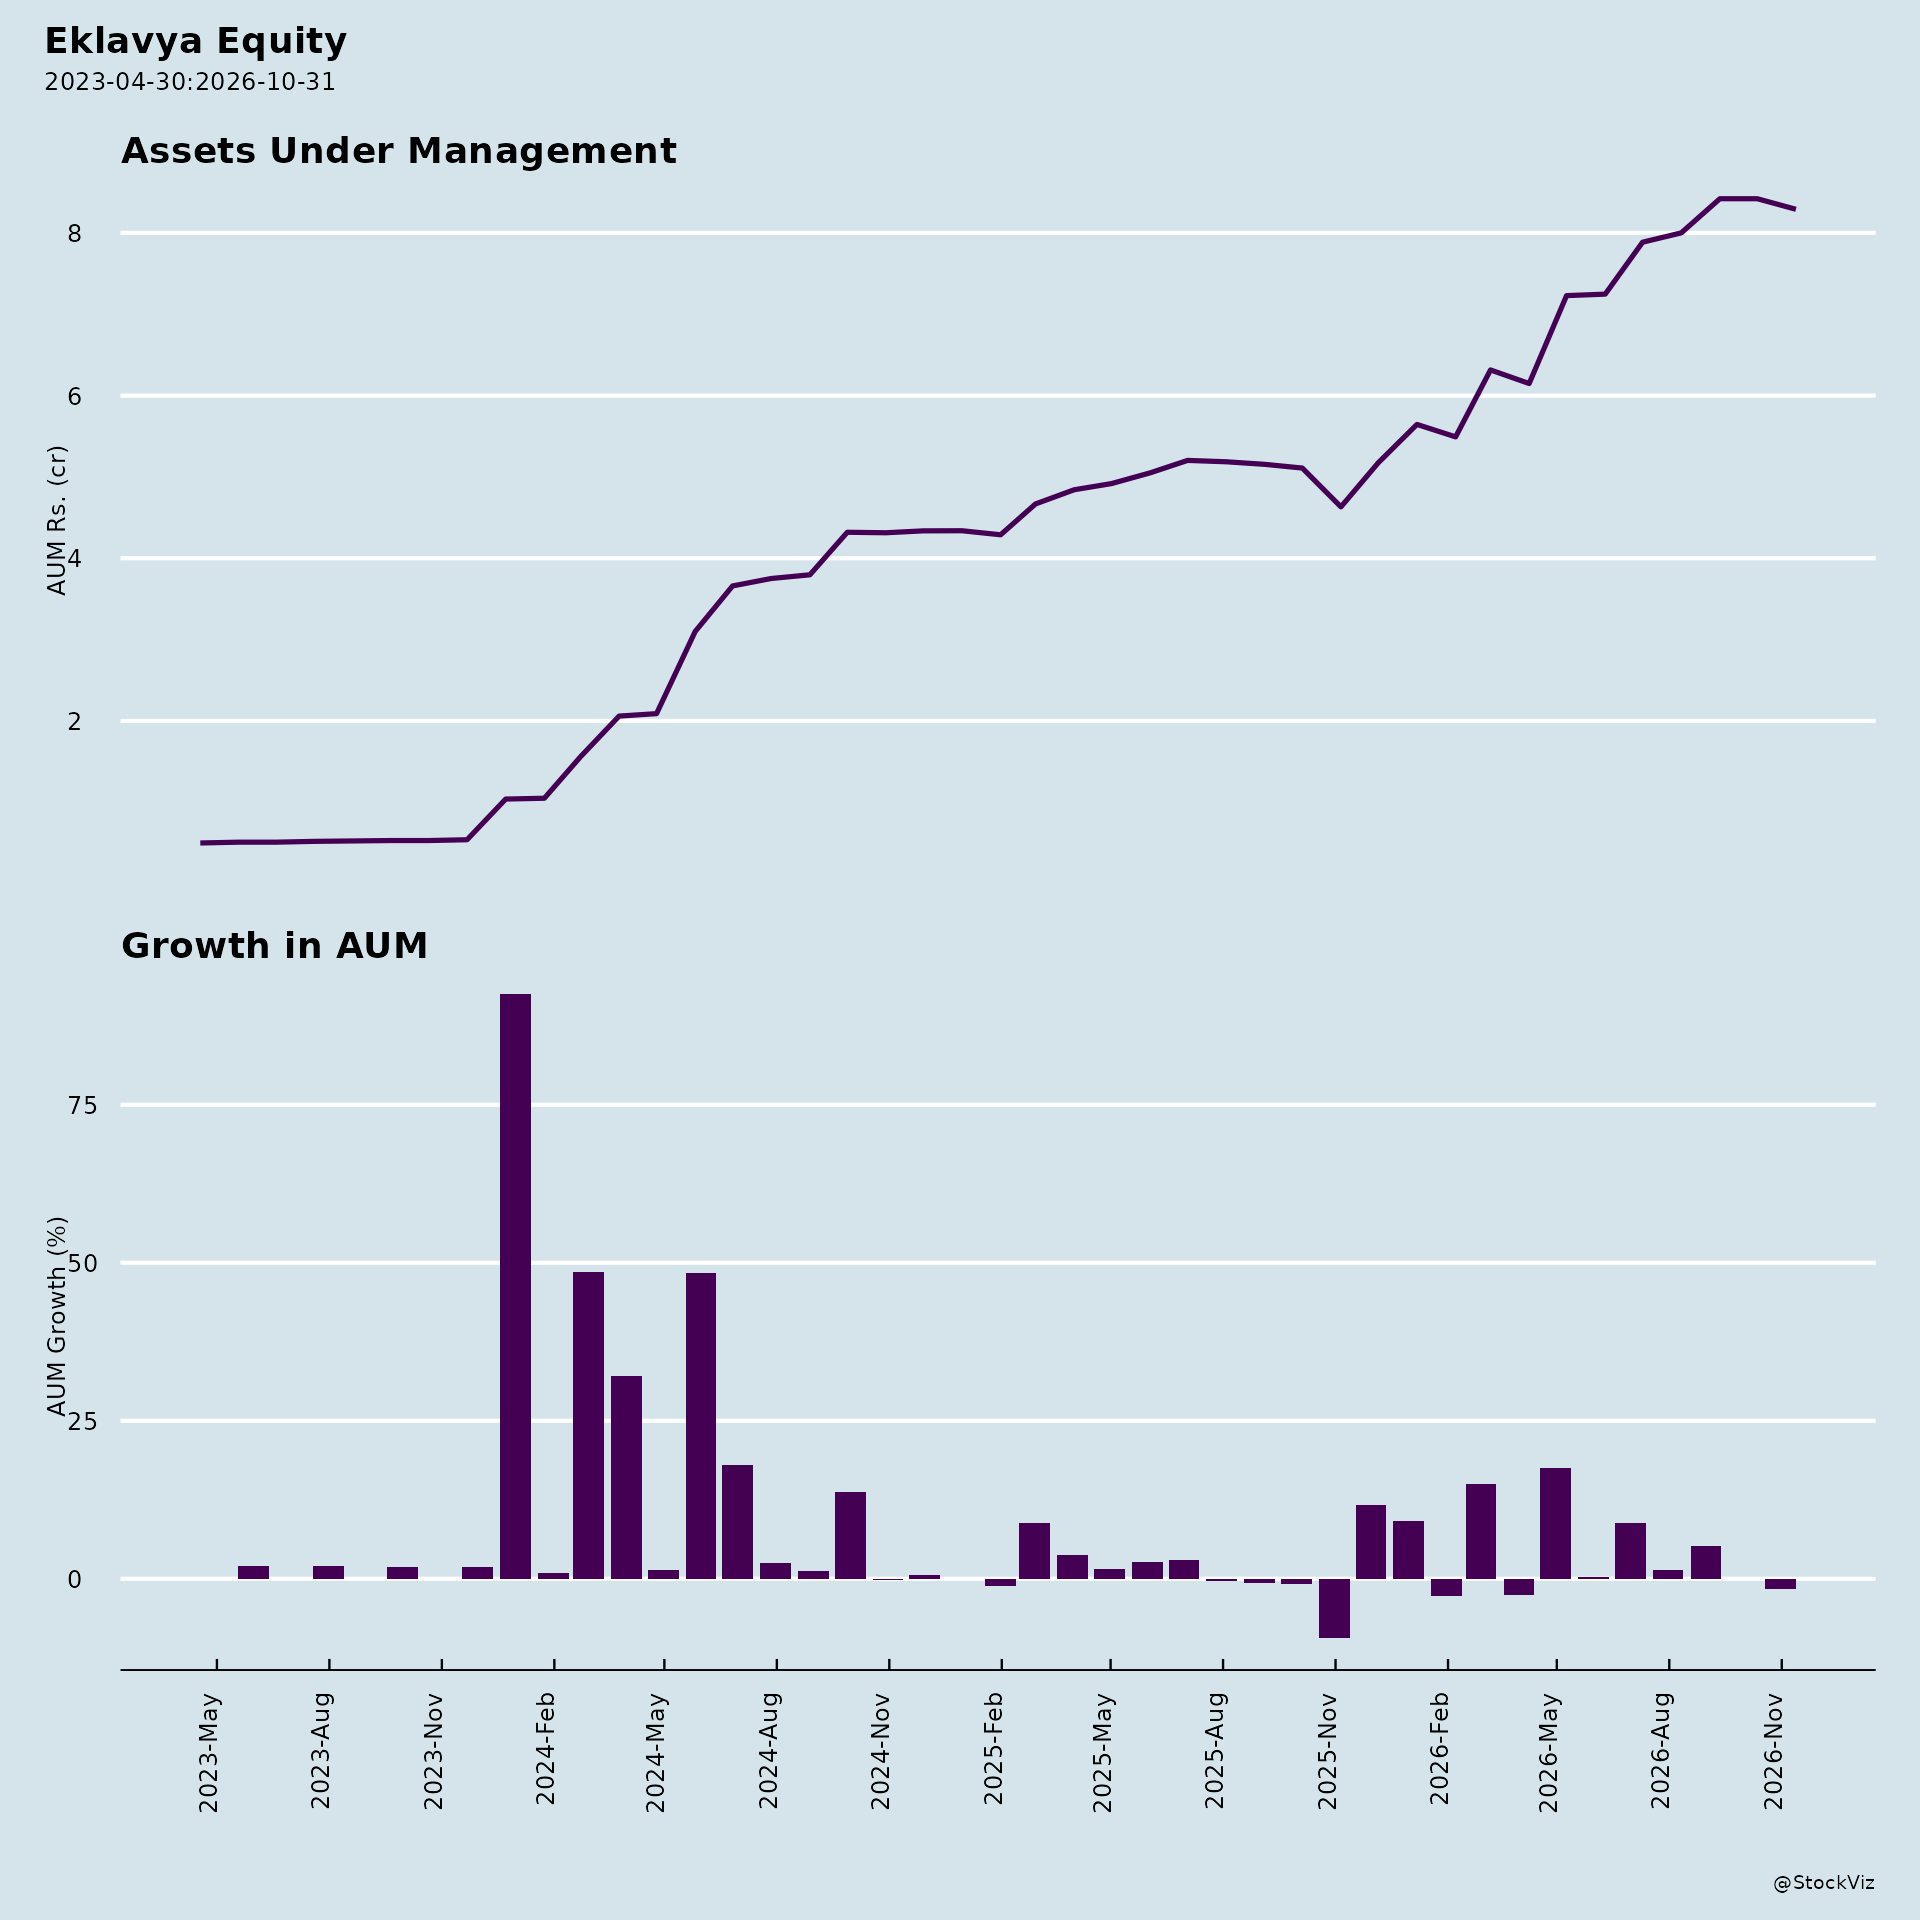 Eklavya Equity
2023-04-30:2026-10-31
Assets Under Management
AUM Rs. (cr)
8
6
4
2
Growth in AUM
AUM Growth (%)
75
50
25
0
2023-May
2023-Aug
2023-Nov
2024-Feb
2024-May
2024-Aug
2024-Nov
2025-Feb
2025-May
2025-Aug
2025-Nov
2026-Feb
2026-May
2026-Aug
2026-Nov
@StockViz